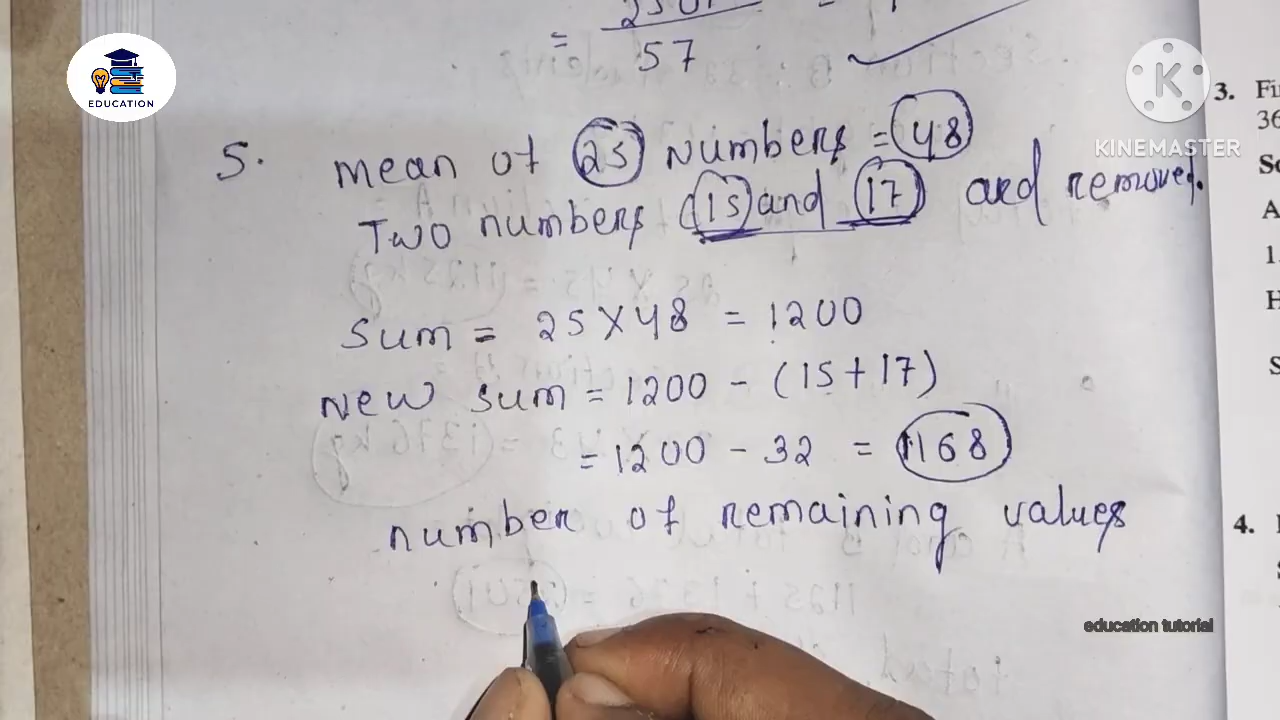 = 2501
57
EDUCATION
KINEMASTER
5. mean of 25 numbers = 48
Two numbers 15 and 17 and removed.
sum = 25 X 48 = 1200
New sum = 1200 - (15 + 17)
= 1200 - 32 = 1168
number of remaining values
education tutorial
3. Fi
36
So
A
1
H
S
4.